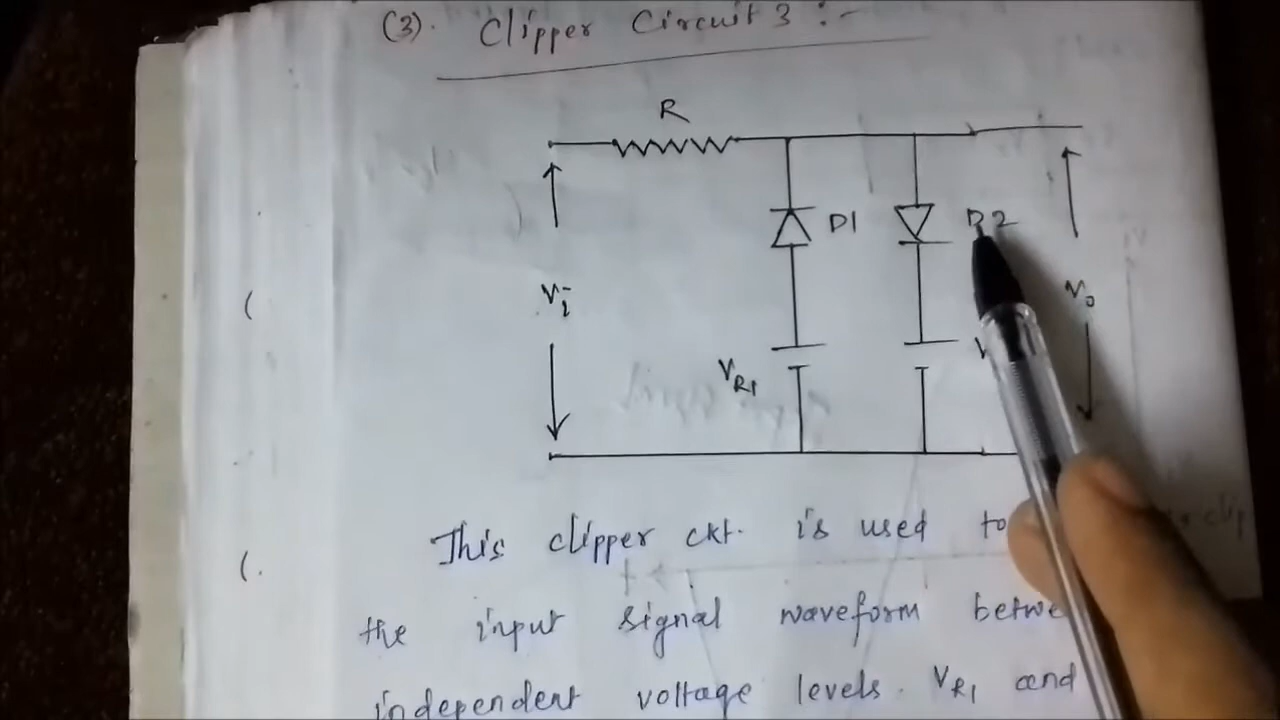 (3). Clipper Circuit 3 :-
R
D1
D2
Vi
Vo
VR1
V
This clipper ckt. is used to
the input signal waveform betwe
independent voltage levels. VR1 and